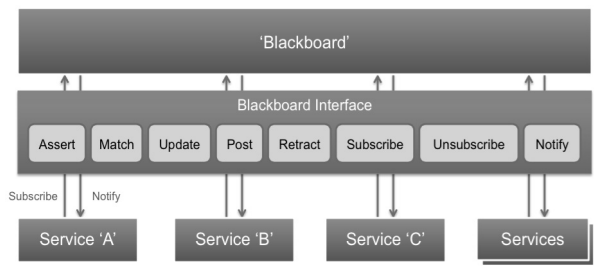 ‘Blackboard’
Blackboard Interface
Assert Match Update Post Retract Subscribe Unsubscribe Notify
Subscribe Notify
Service ‘A’ Service ‘B’ Service ‘C’ Services